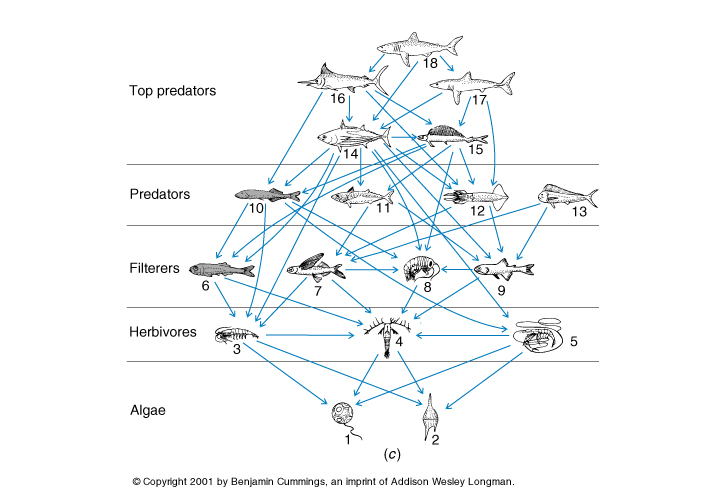 18
Top predators
16
17
14
15
Predators
10
11
12
13
Filterers
6
7
8
9
Herbivores
3
4
5
Algae
1
2
(c)
© Copyright 2001 by Benjamin Cummings, an imprint of Addison Wesley Longman.